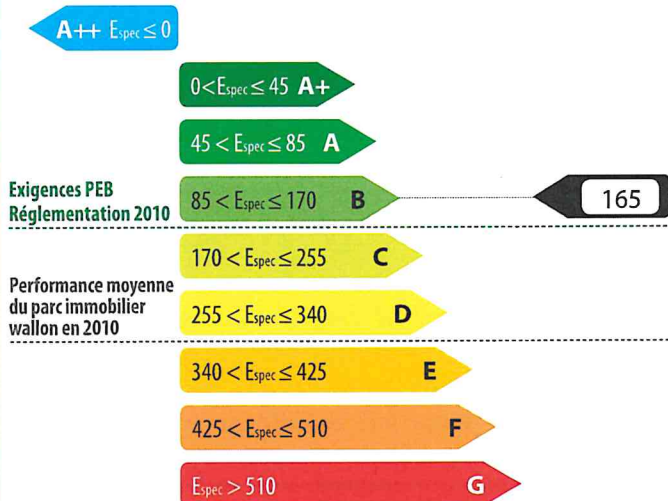 A++ Espec ≤ 0
0 < Espec ≤ 45 A+
45 < Espec ≤ 85 A
Exigences PEB
Réglementation 2010
85 < Espec ≤ 170 B
165
170 < Espec ≤ 255 C
Performance moyenne
du parc immobilier
wallon en 2010
255 < Espec ≤ 340 D
340 < Espec ≤ 425 E
425 < Espec ≤ 510 F
Espec > 510 G